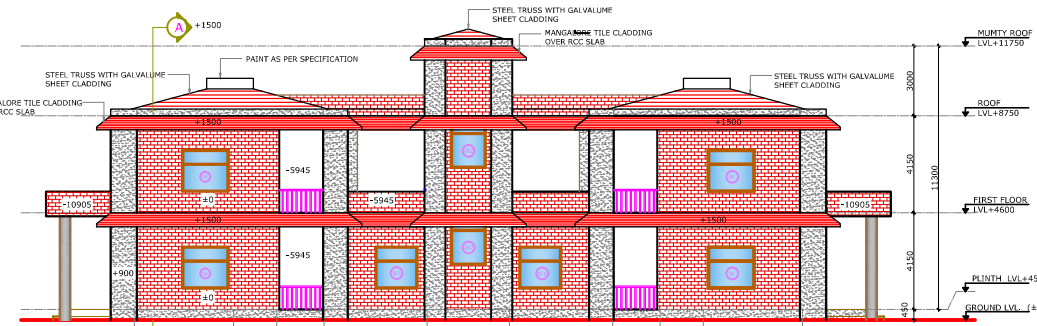 STEEL TRUSS WITH GALVALUME
SHEET CLADDING
A
+1500
MANGALORE TILE CLADDING
OVER RCC SLAB
MUMTY ROOF
LVL+11750
PAINT AS PER SPECIFICATION
STEEL TRUSS WITH GALVALUME
SHEET CLADDING
STEEL TRUSS WITH GALVALUME
SHEET CLADDING
3000
ALORE TILE CLADDING
RCC SLAB
ROOF
LVL+8750
+1500
+1500
-5945
4150
11300
±0
-10905
-5945
-10905
FIRST FLOOR
LVL+4600
+1500
+1500
-5945
4150
+900
±0
PLINTH LVL+45
450
GROUND LVL. (±